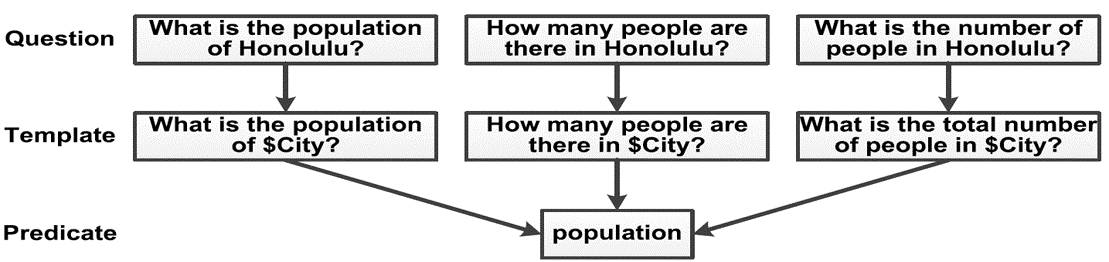 Question
What is the population
of Honolulu?
How many people are
there in Honolulu?
What is the number of
people in Honolulu?
Template
What is the population
of $City?
How many people are
there in $City?
What is the total number
of people in $City?
Predicate
population